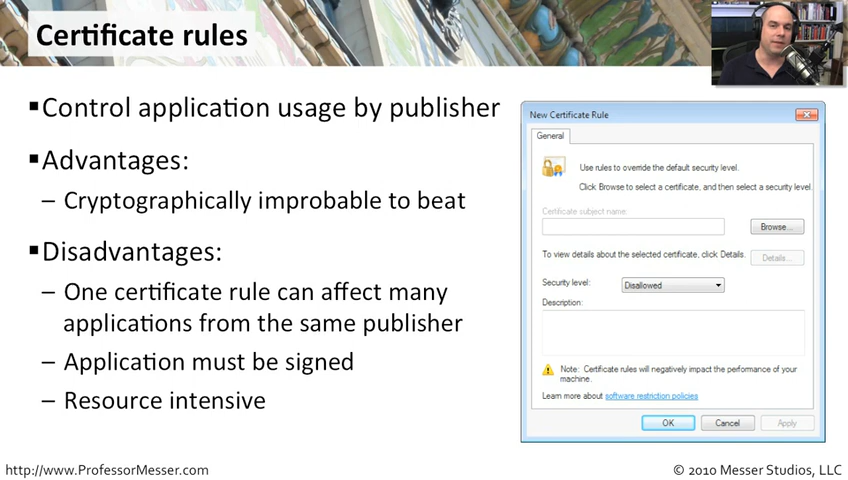 Certificate rules
▪Control application usage by publisher
▪Advantages:
– Cryptographically improbable to beat
▪Disadvantages:
– One certificate rule can affect many
applications from the same publisher
– Application must be signed
– Resource intensive
New Certificate Rule
General
Use rules to override the default security level.
Click Browse to select a certificate, and then select a security level.
Certificate subject name:
Browse...
To view details about the selected certificate, click Details.
Details...
Security level:
Disallowed
Description:
Note: Certificate rules will negatively impact the performance of your
machine.
Learn more about software restriction policies
OK
Cancel
Apply
http://www.ProfessorMesser.com
© 2010 Messer Studios, LLC